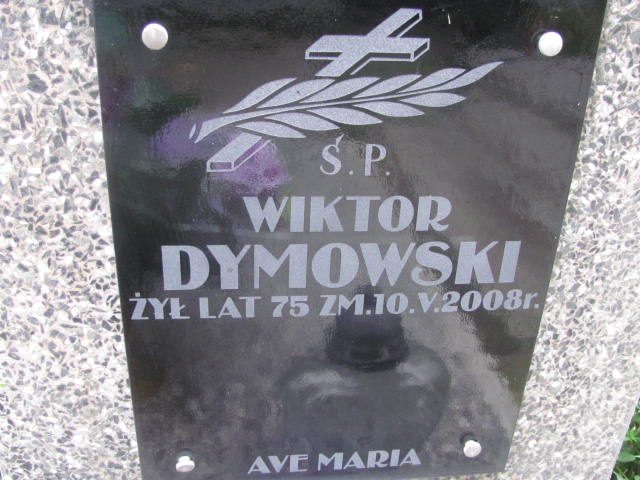 Ś.P.
WIKTOR
DYMOWSKI
ŻYŁ LAT 75 ZM.10.V.2008r.
AVE MARIA